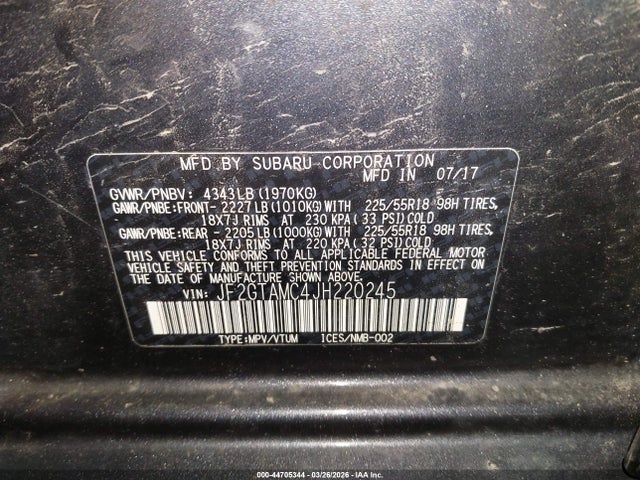 MFD.BY SUBARU CORPORATION
MFD. IN 07/17
GVWR/PNBV: 4343LB(1970KG)
GAWR/PNBE:FRONT-2227LB(1010KG)WITH 225/55R18 98H TIRES,
18X7J RIMS AT 230 KPA(33 PSI)COLD
GAWR/PNBE:REAR -2205LB(1000KG)WITH 225/55R18 98H TIRES,
18X7J RIMS AT 220 KPA(32 PSI)COLD
THIS VEHICLE CONFORMS TO ALL APPLICABLE FEDERAL MOTOR
VEHICLE SAFETY AND THEFT PREVENTION STANDARDS IN EFFECT ON
THE DATE OF MANUFACTURE SHOWN ABOVE.
VIN: JF2GTAMC4JH220245
TYPE:MPV/VTUM ICES/NMB-002
000-44705344 | 03/26/2026 - IAA Inc.